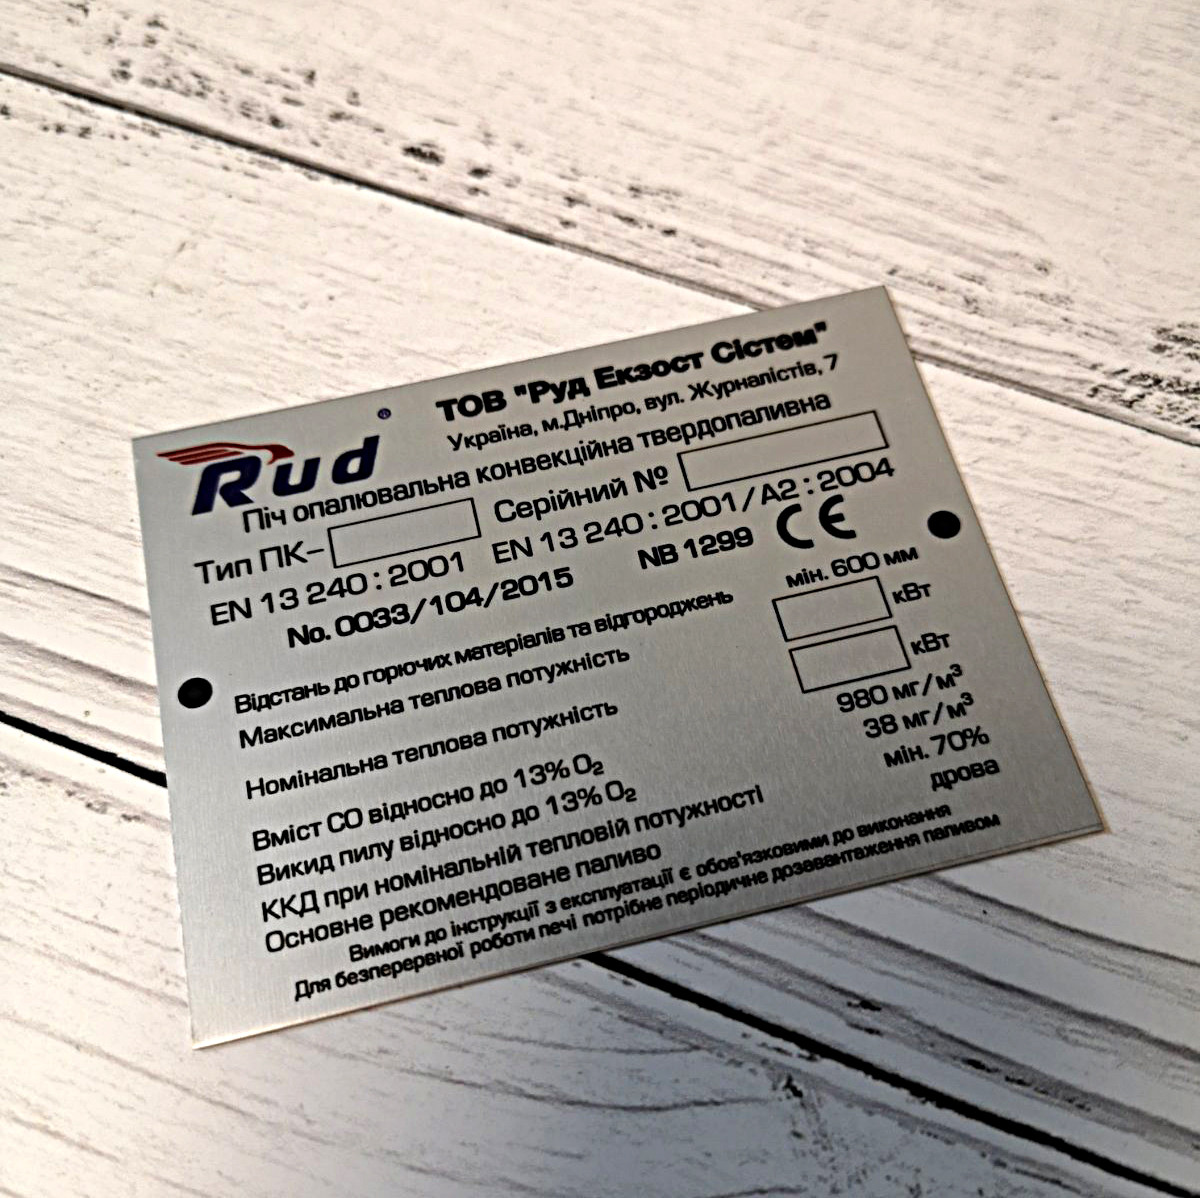 Rud ®
ТОВ "Руд Екзост Сістем"
Україна, м.Дніпро, вул. Журналістів, 7
Піч опалювальна конвекційна твердопаливна
Тип ПК– Серійний №
EN 13 240 : 2001 EN 13 240 : 2001 / A2 : 2004
No. 0033/104/2015 NB 1299 CE
Відстань до горючих матеріалів та відгороджень мін. 600 мм
Максимальна теплова потужність кВт
Номінальна теплова потужність кВт
Вміст СО відносно до 13% O₂ 980 мг/м³
Викид пилу відносно до 13% O₂ 38 мг/м³
ККД при номінальній тепловій потужності мін. 70%
Основне рекомендоване паливо дрова
Вимоги до інструкції з експлуатації є обов'язковими до виконання
Для безперервної роботи печі потрібне періодичне дозавантаження паливом